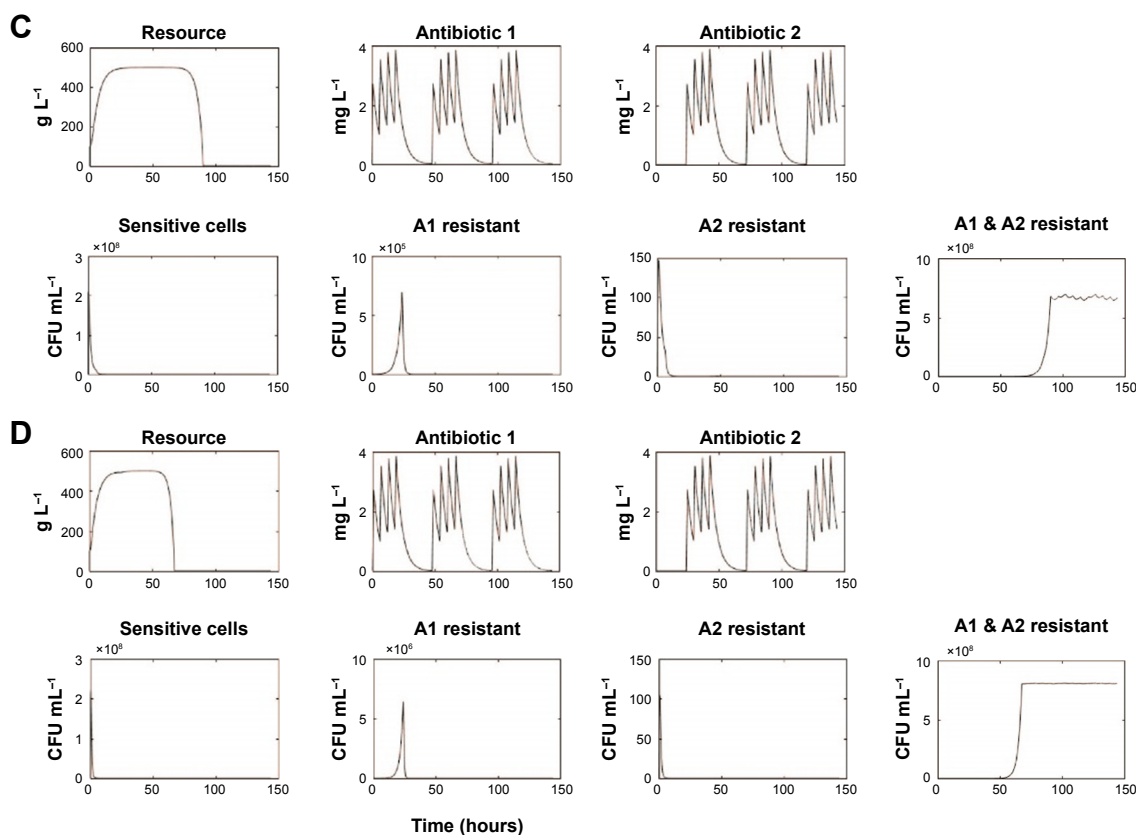 C
Resource
g L–1
600
400
200
0
0 50 100 150
Antibiotic 1
mg L–1
4
2
0
0 50 100 150
Antibiotic 2
mg L–1
4
2
0
0 50 100 150
Sensitive cells
×10⁸
CFU mL–1
3
2
1
0
0 50 100 150
A1 resistant
×10⁵
CFU mL–1
10
5
0
0 50 100 150
A2 resistant
CFU mL–1
150
100
50
0
0 50 100 150
A1 & A2 resistant
×10⁸
CFU mL–1
10
5
0
0 50 100 150
D
Resource
g L–1
600
400
200
0
0 50 100 150
Antibiotic 1
mg L–1
4
2
0
0 50 100 150
Antibiotic 2
mg L–1
4
2
0
0 50 100 150
Sensitive cells
×10⁸
CFU mL–1
3
2
1
0
0 50 100 150
A1 resistant
×10⁶
CFU mL–1
10
5
0
0 50 100 150
A2 resistant
CFU mL–1
150
100
50
0
0 50 100 150
A1 & A2 resistant
×10⁸
CFU mL–1
10
5
0
0 50 100 150
Time (hours)